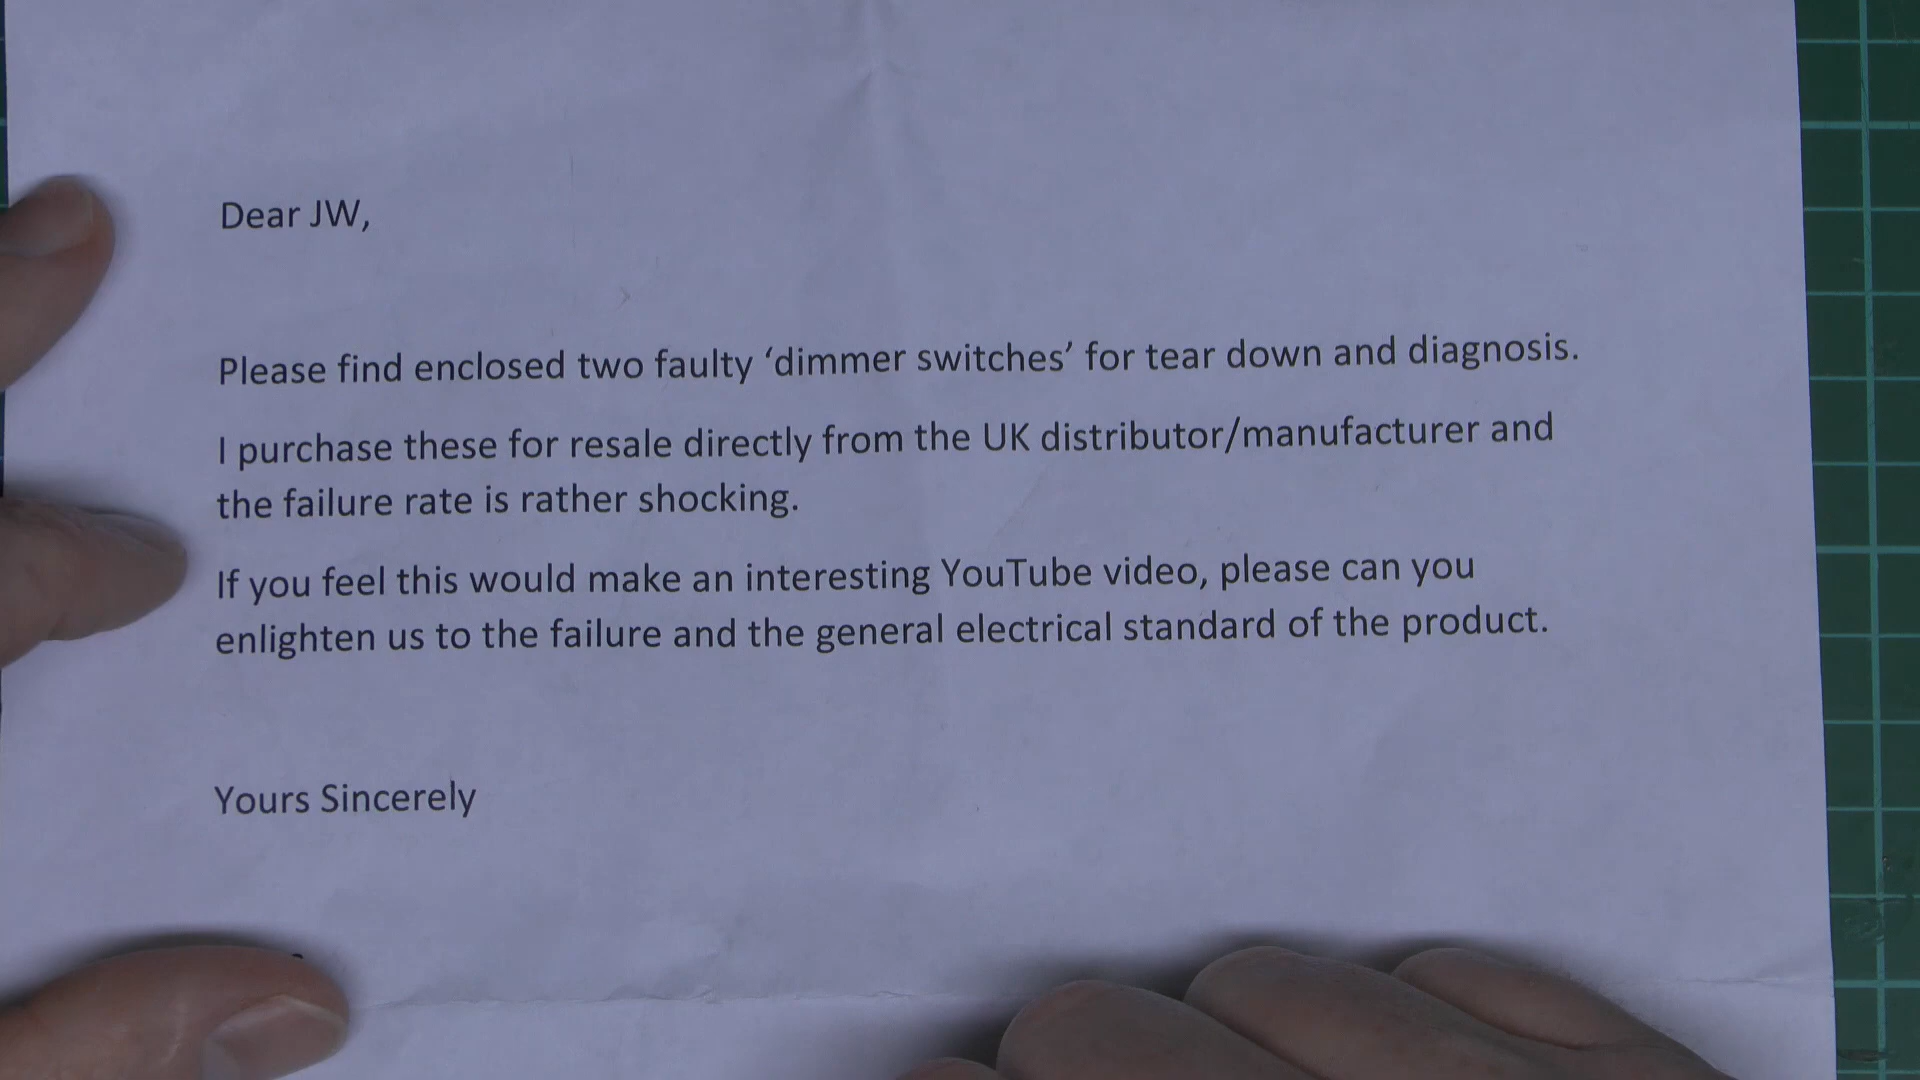 Dear JW,
Please find enclosed two faulty ‘dimmer switches’ for tear down and diagnosis.
I purchase these for resale directly from the UK distributor/manufacturer and
the failure rate is rather shocking.
If you feel this would make an interesting YouTube video, please can you
enlighten us to the failure and the general electrical standard of the product.
Yours Sincerely